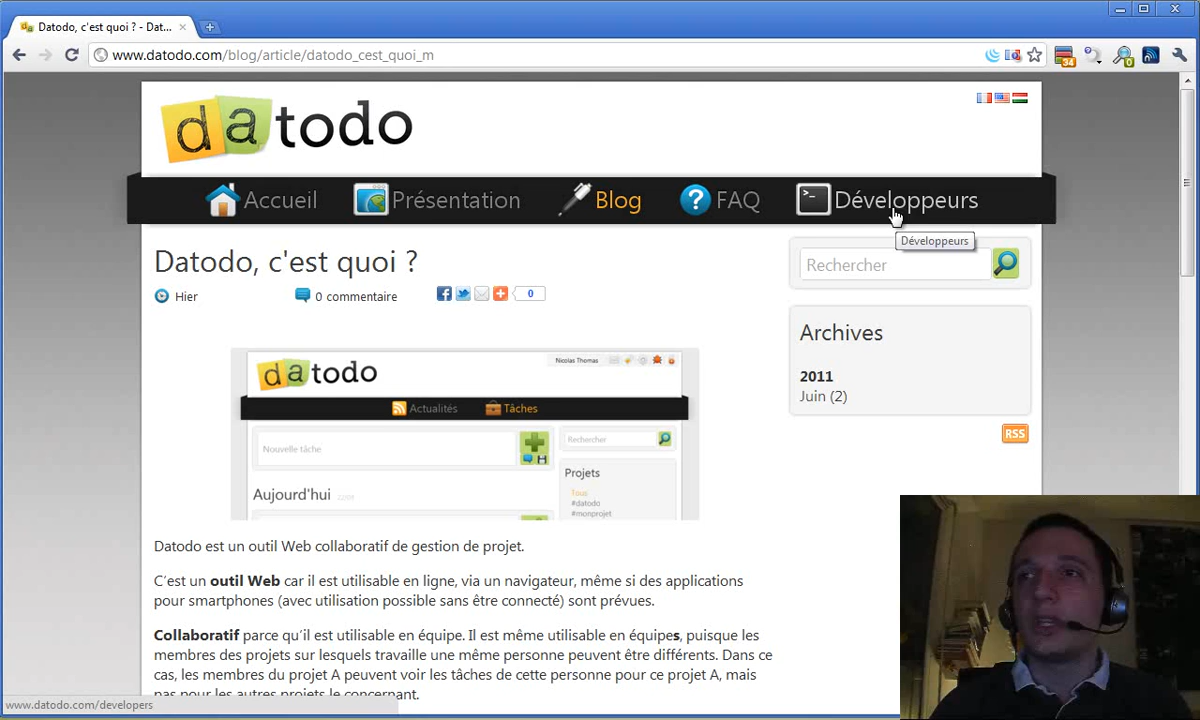 Datodo, c'est quoi ? - Dat...
www.datodo.com/blog/article/datodo_cest_quoi_m
34
0
datodo
Accueil
Présentation
Blog
? FAQ
>_ Développeurs
Développeurs
Datodo, c'est quoi ?
Hier
0 commentaire
0
Rechercher
Archives
2011
Juin (2)
RSS
datodo
Nicolas Thomas
Actualités
Tâches
Nouvelle tâche
Rechercher
Projets
Tous
#datodo
#monprojet
Aujourd'hui 22/04
Datodo est un outil Web collaboratif de gestion de projet.
C'est un outil Web car il est utilisable en ligne, via un navigateur, même si des applications
pour smartphones (avec utilisation possible sans être connecté) sont prévues.
Collaboratif parce qu'il est utilisable en équipe. Il est même utilisable en équipes, puisque les
membres des projets sur lesquels travaille une même personne peuvent être différents. Dans ce
cas, les membres du projet A peuvent voir les tâches de cette personne pour ce projet A, mais
pas pour les autres projets le concernant.
www.datodo.com/developers